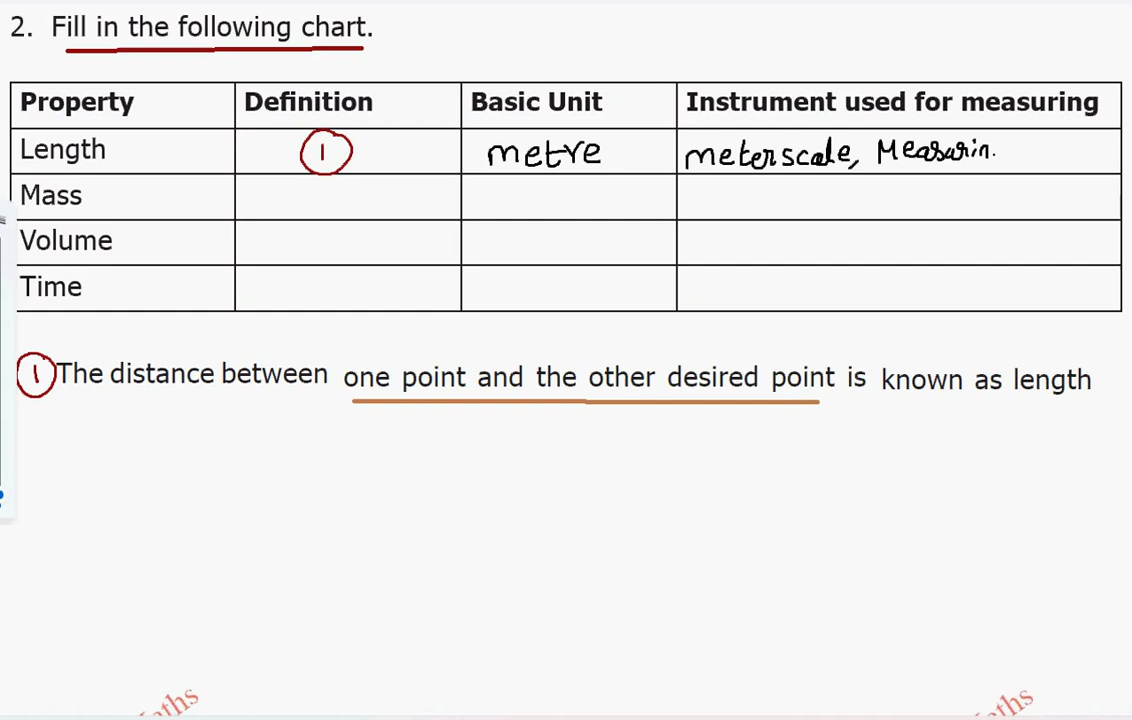 2. Fill in the following chart.
Property Definition Basic Unit Instrument used for measuring
Length 1 metre meterscale, Measurin.
Mass
Volume
Time
1 The distance between one point and the other desired point is known as length